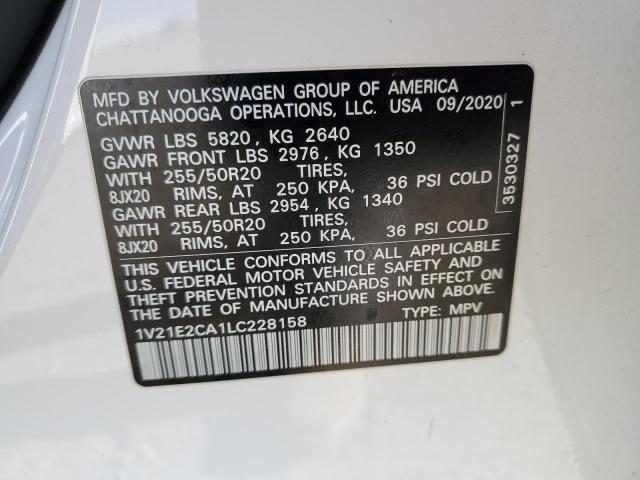 MFD BY VOLKSWAGEN GROUP OF AMERICA
CHATTANOOGA OPERATIONS, LLC. USA 09/2020
GVWR LBS 5820, KG 2640
GAWR FRONT LBS 2976, KG 1350
WITH 255/50R20 TIRES,
8JX20 RIMS, AT 250 KPA, 36 PSI COLD
GAWR REAR LBS 2954, KG 1340
WITH 255/50R20 TIRES,
8JX20 RIMS, AT 250 KPA, 36 PSI COLD
THIS VEHICLE CONFORMS TO ALL APPLICABLE
U.S. FEDERAL MOTOR VEHICLE SAFETY AND
THEFT PREVENTION STANDARDS IN EFFECT ON
THE DATE OF MANUFACTURE SHOWN ABOVE.
1V21E2CA1LC228158 TYPE: MPV
3530327 1